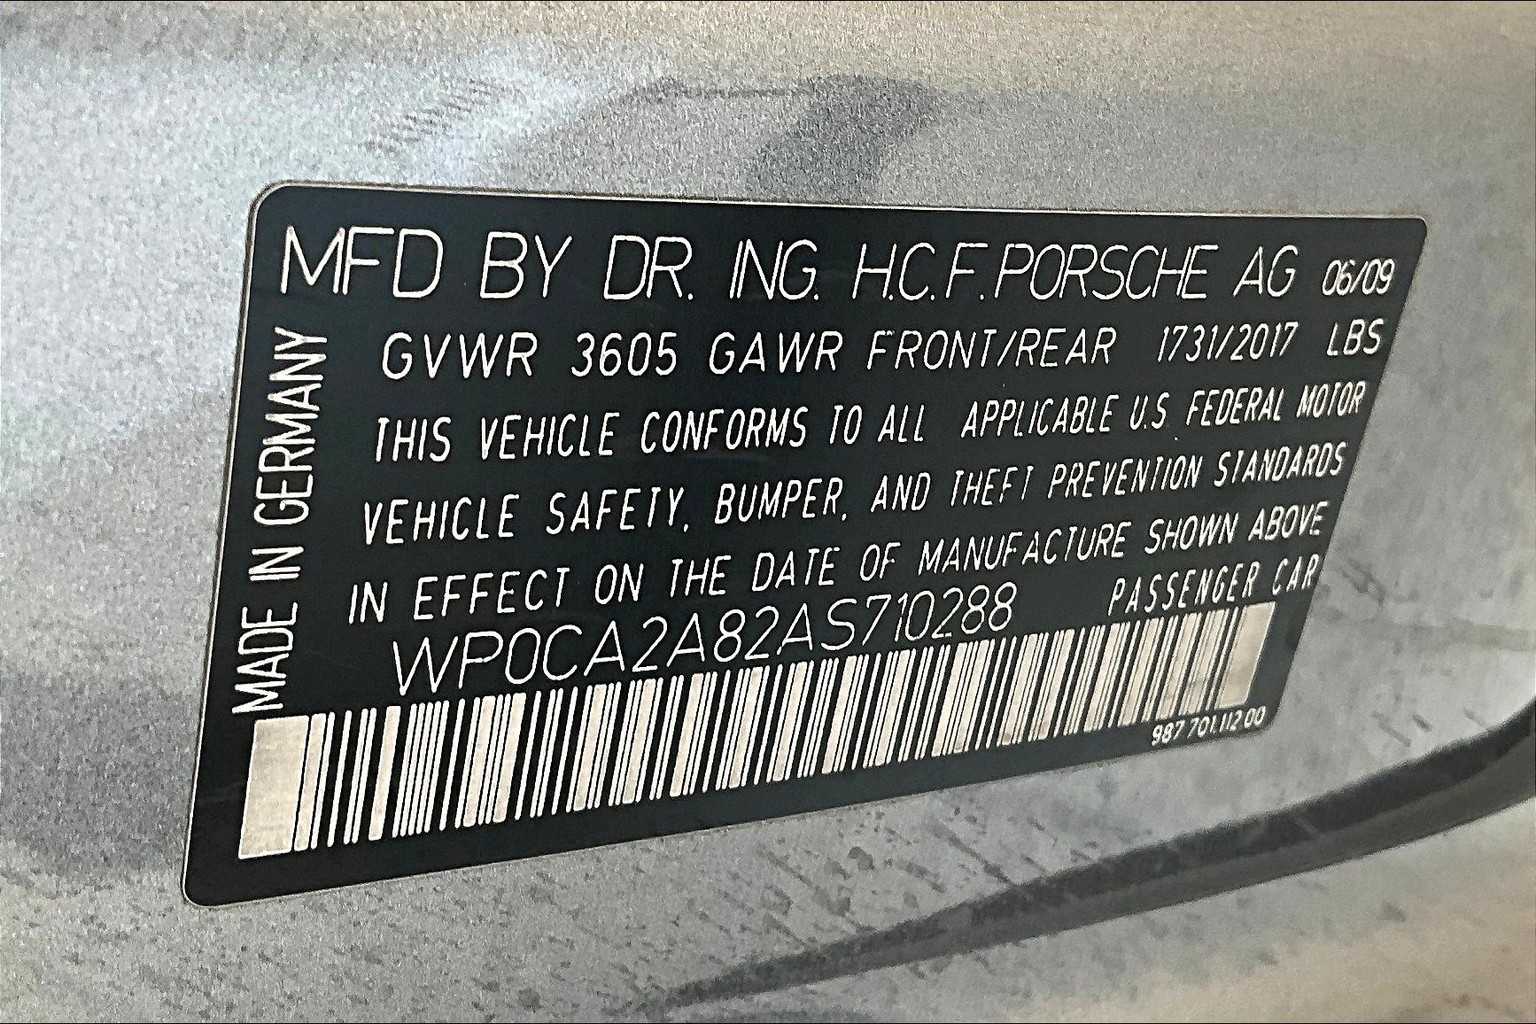 MFD BY DR. ING. H.C.F. PORSCHE AG 06/09
GVWR 3605 GAWR FRONT/REAR 1731/2017 LBS
THIS VEHICLE CONFORMS TO ALL APPLICABLE U.S FEDERAL MOTOR
VEHICLE SAFETY, BUMPER, AND THEFT PREVENTION STANDARDS
IN EFFECT ON THE DATE OF MANUFACTURE SHOWN ABOVE
PASSENGER CAR
WP0CA2A82AS710288
987.701.112.00
MADE IN GERMANY